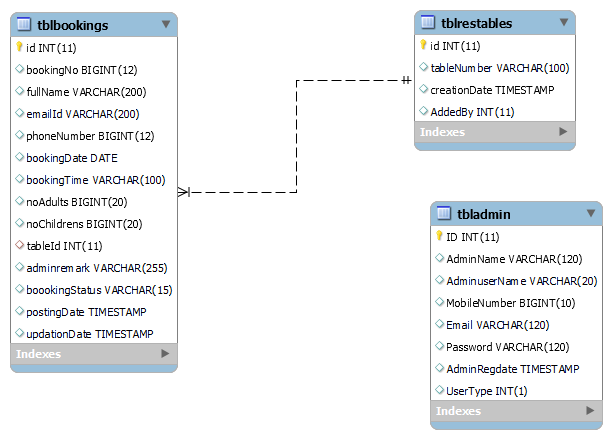 tblbookings
id INT(11)
bookingNo BIGINT(12)
fullName VARCHAR(200)
emailId VARCHAR(200)
phoneNumber BIGINT(12)
bookingDate DATE
bookingTime VARCHAR(100)
noAdults BIGINT(20)
noChildrens BIGINT(20)
tableId INT(11)
adminremark VARCHAR(255)
boookingStatus VARCHAR(15)
postingDate TIMESTAMP
updationDate TIMESTAMP
Indexes
tblrestables
id INT(11)
tableNumber VARCHAR(100)
creationDate TIMESTAMP
AddedBy INT(11)
Indexes
tbladmin
ID INT(11)
AdminName VARCHAR(120)
AdminuserName VARCHAR(20)
MobileNumber BIGINT(10)
Email VARCHAR(120)
Password VARCHAR(120)
AdminRegdate TIMESTAMP
UserType INT(1)
Indexes